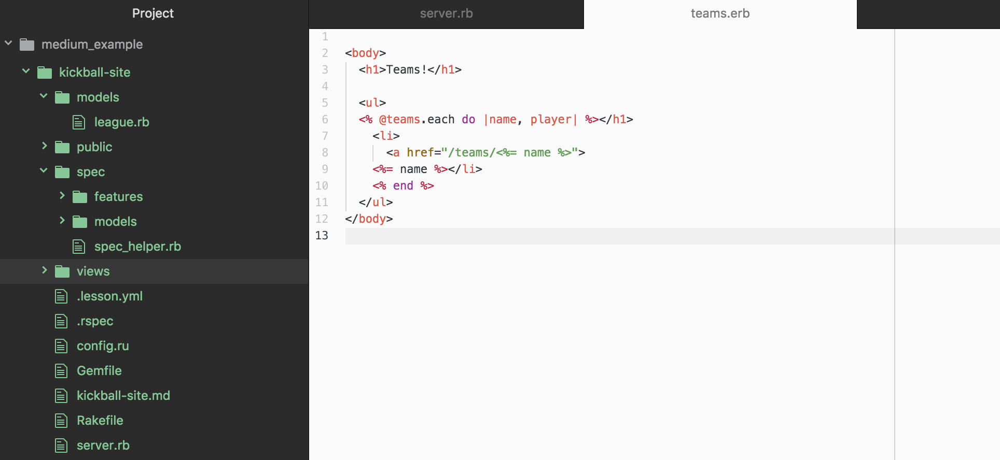 Project
medium_example
kickball-site
models
league.rb
public
spec
features
models
spec_helper.rb
views
.lesson.yml
.rspec
config.ru
Gemfile
kickball-site.md
Rakefile
server.rb
server.rb
teams.erb
1
2 <body>
3   <h1>Teams!</h1>
4
5   <ul>
6   <% @teams.each do |name, player| %></h1>
7     <li>
8       <a href="/teams/<%= name %>">
9     <%= name %></li>
10     <% end %>
11   </ul>
12 </body>
13